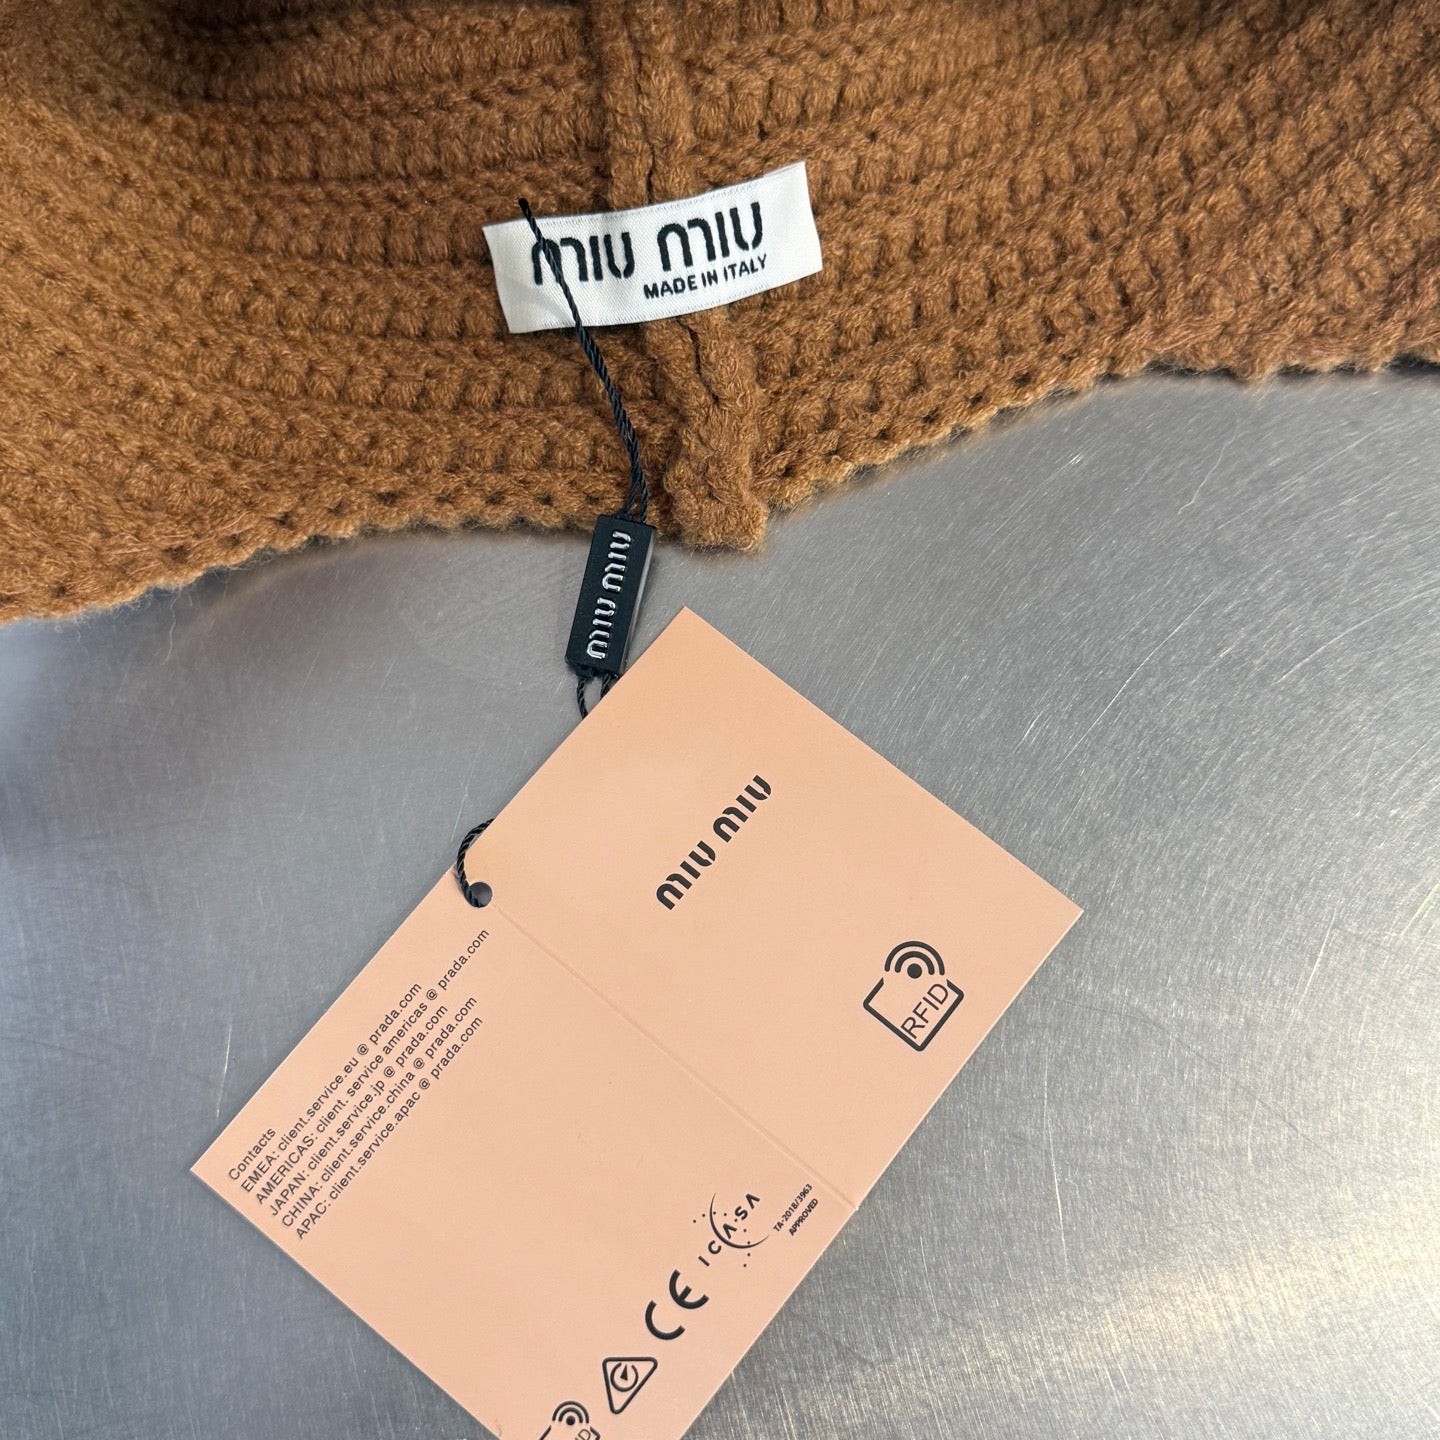 MIU MIU
MADE IN ITALY
MIU MIU
MIU MIU
RFID
Contacts
EMEA: client.service.eu @ prada.com
AMERICAS: client. service americas @ prada.com
JAPAN: client.service.jp @ prada.com
CHINA: client.service.china @ prada.com
APAC: client.service.apac @ prada.com
ICASA
TA-2018/3963
APPROVED
CE